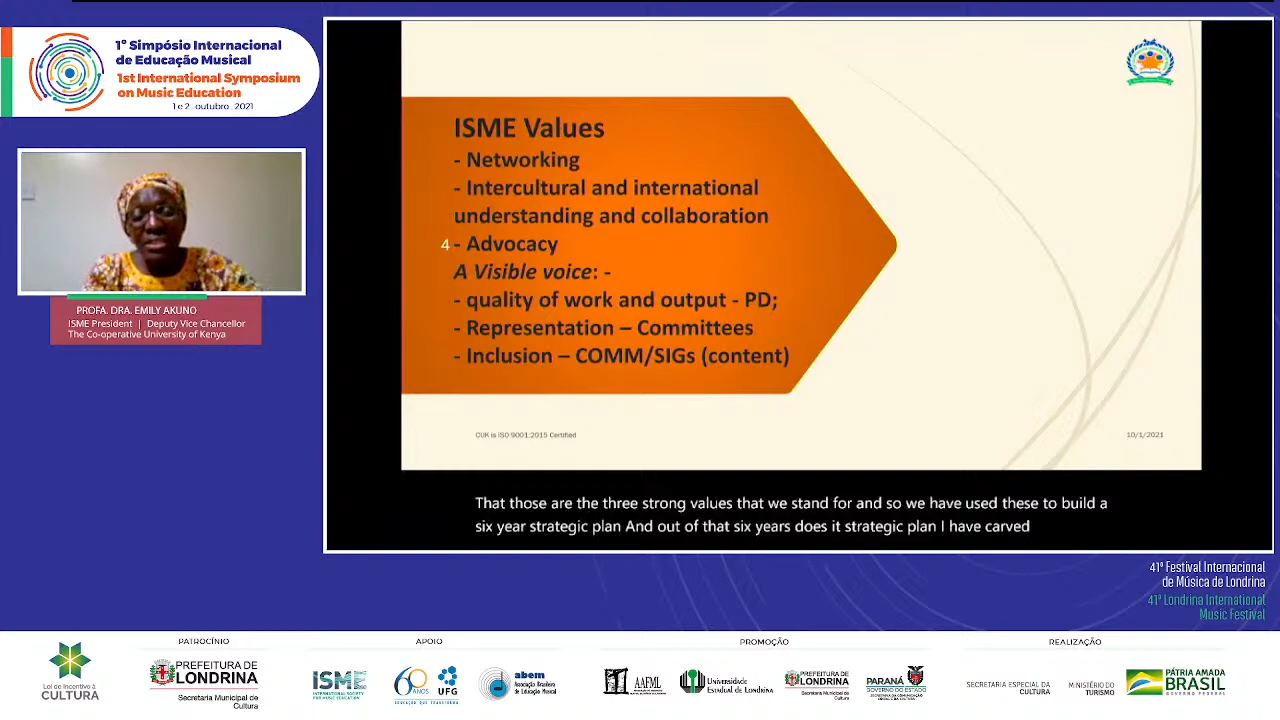 1º Simpósio Internacional
de Educação Musical
1st International Symposium
on Music Education
1 e 2 . outubro . 2021
PROFA. DRA. EMILY AKUNO
ISME President | Deputy Vice Chancellor
The Co-operative University of Kenya
ISME Values
- Networking
- Intercultural and international
understanding and collaboration
4
- Advocacy
A Visible voice: -
- quality of work and output - PD;
- Representation – Committees
- Inclusion – COMM/SIGs (content)
CUK is ISO 9001:2015 Certified
10/1/2021
That those are the three strong values that we stand for and so we have used these to build a
six year strategic plan And out of that six years does it strategic plan I have carved
41º Festival Internacional
de Música de Londrina
41º Londrina International
Music Festival
PATROCÍNIO
APOIO
PROMOÇÃO
REALIZAÇÃO
Lei de Incentivo à
CULTURA
PREFEITURA DE
LONDRINA
Secretaria Municipal de
Cultura
ISME
INTERNATIONAL SOCIETY
FOR MUSIC EDUCATION
60
ANOS
UFG
EDUCAÇÃO QUE TRANSFORMA
abem
Associação Brasileira
de Educação Musical
AAFML
Universidade
Estadual de Londrina
PREFEITURA DE
LONDRINA
Secretaria Municipal de
Cultura
PARANÁ
GOVERNO DO ESTADO
SECRETARIA ESPECIAL DA
CULTURA
MINISTÉRIO DO
TURISMO
PÁTRIA AMADA
BRASIL
GOVERNO FEDERAL